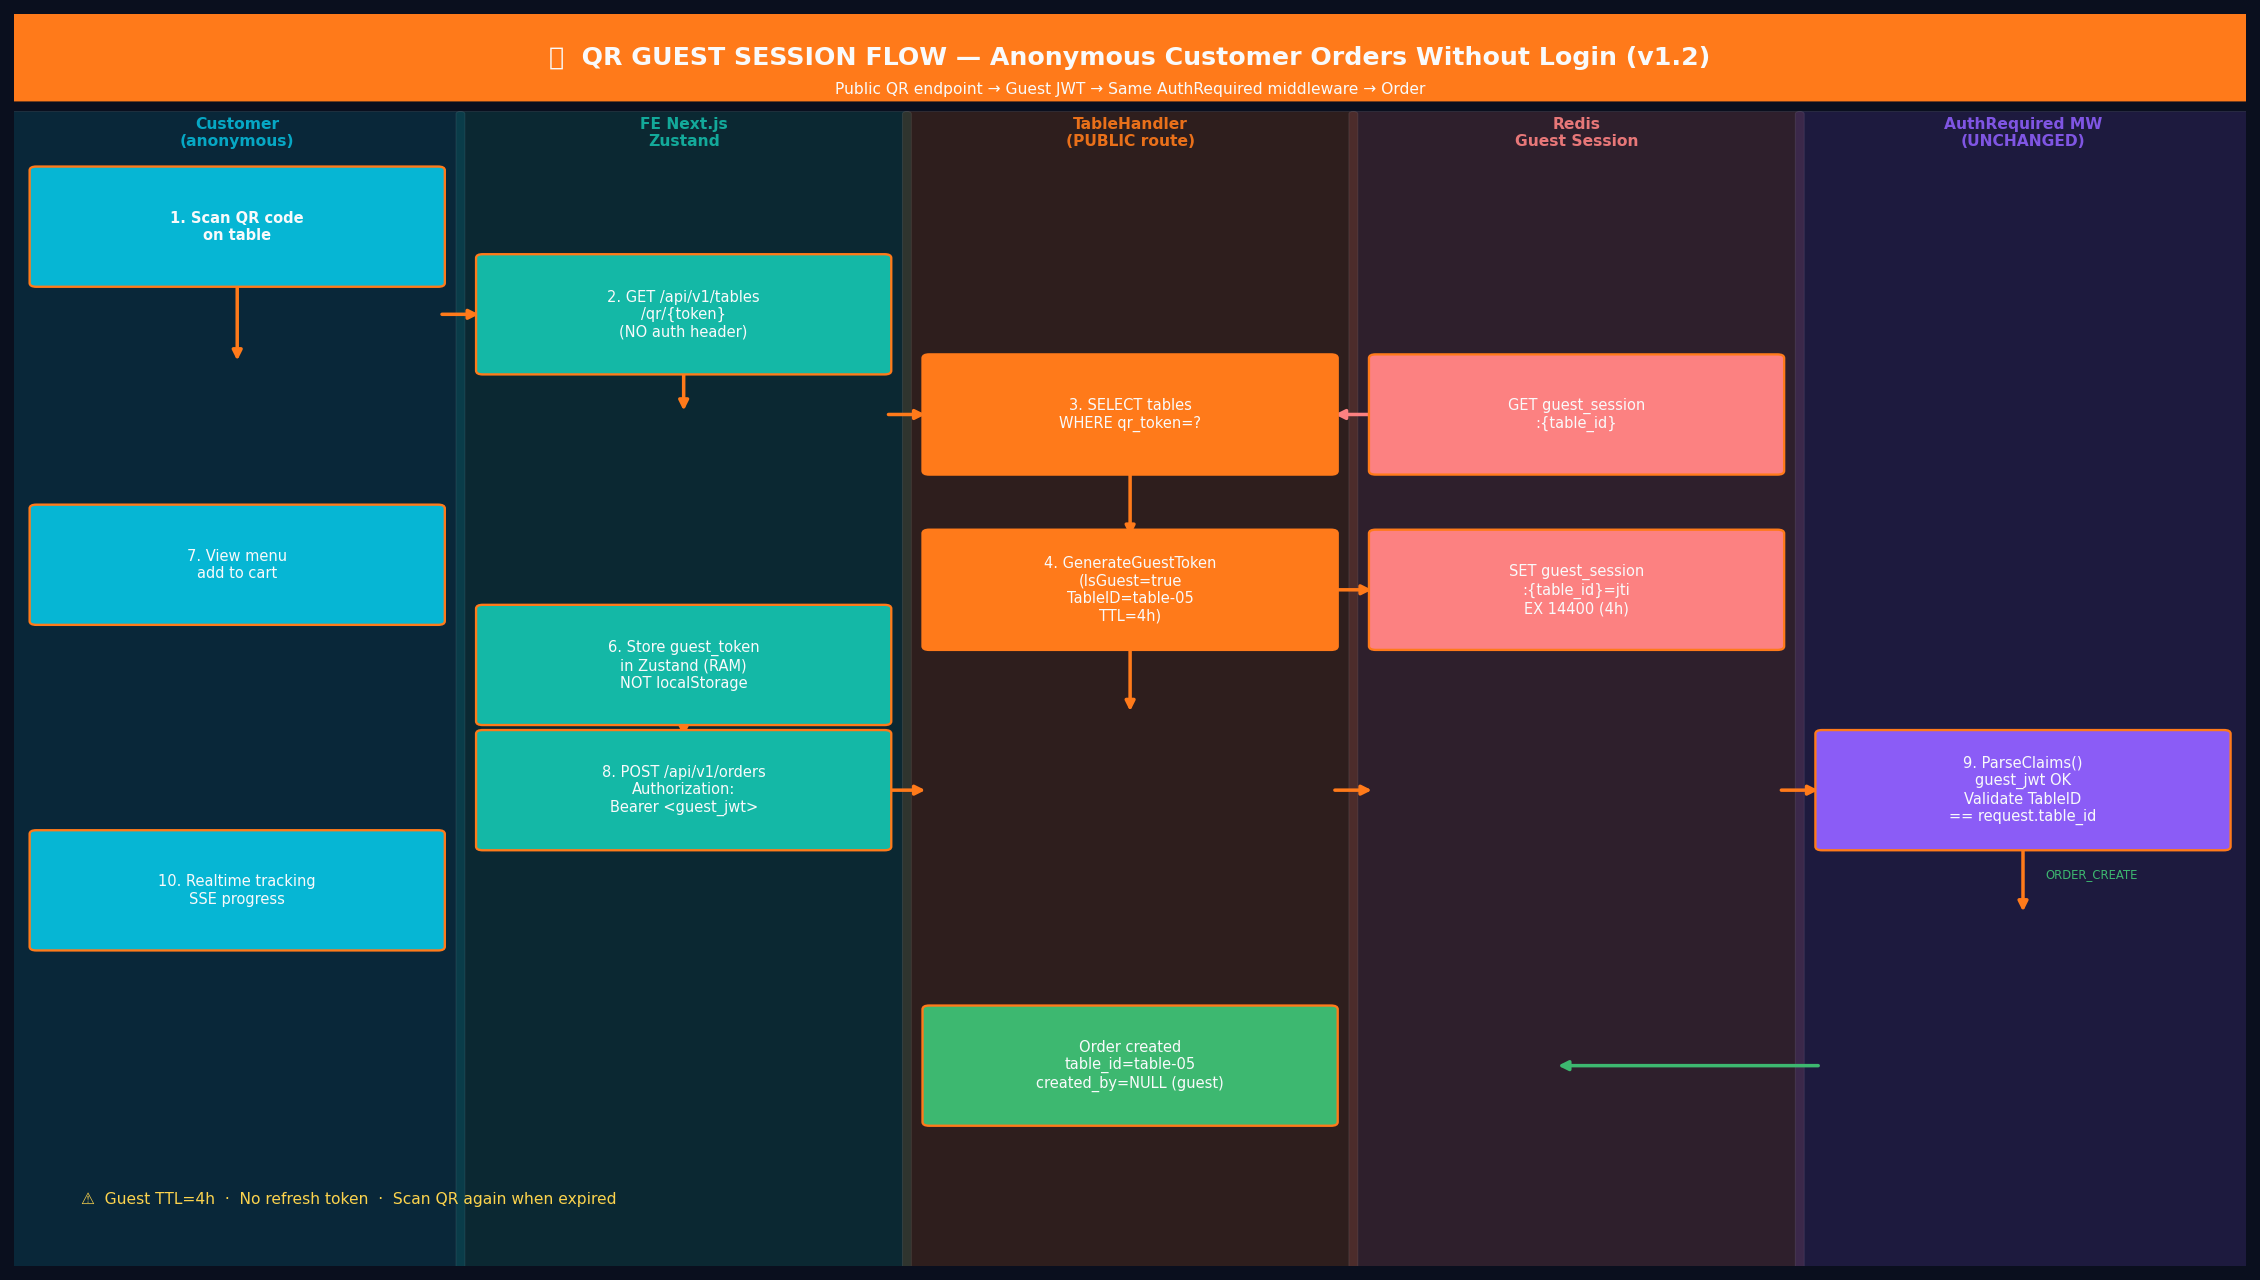 QR GUEST SESSION FLOW — Anonymous Customer Orders Without Login (v1.2)
Public QR endpoint → Guest JWT → Same AuthRequired middleware → Order
Customer
(anonymous)
FE Next.js
Zustand
TableHandler
(PUBLIC route)
Redis
Guest Session
AuthRequired MW
(UNCHANGED)
1. Scan QR code
on table
2. GET /api/v1/tables
/qr/{token}
(NO auth header)
3. SELECT tables
WHERE qr_token=?
GET guest_session
:{table_id}
7. View menu
add to cart
4. GenerateGuestToken
(IsGuest=true
TableID=table-05
TTL=4h)
SET guest_session
:{table_id}=jti
EX 14400 (4h)
6. Store guest_token
in Zustand (RAM)
NOT localStorage
8. POST /api/v1/orders
Authorization:
Bearer <guest_jwt>
9. ParseClaims()
guest_jwt OK
Validate TableID
== request.table_id
ORDER_CREATE
10. Realtime tracking
SSE progress
Order created
table_id=table-05
created_by=NULL (guest)
⚠ Guest TTL=4h · No refresh token · Scan QR again when expired